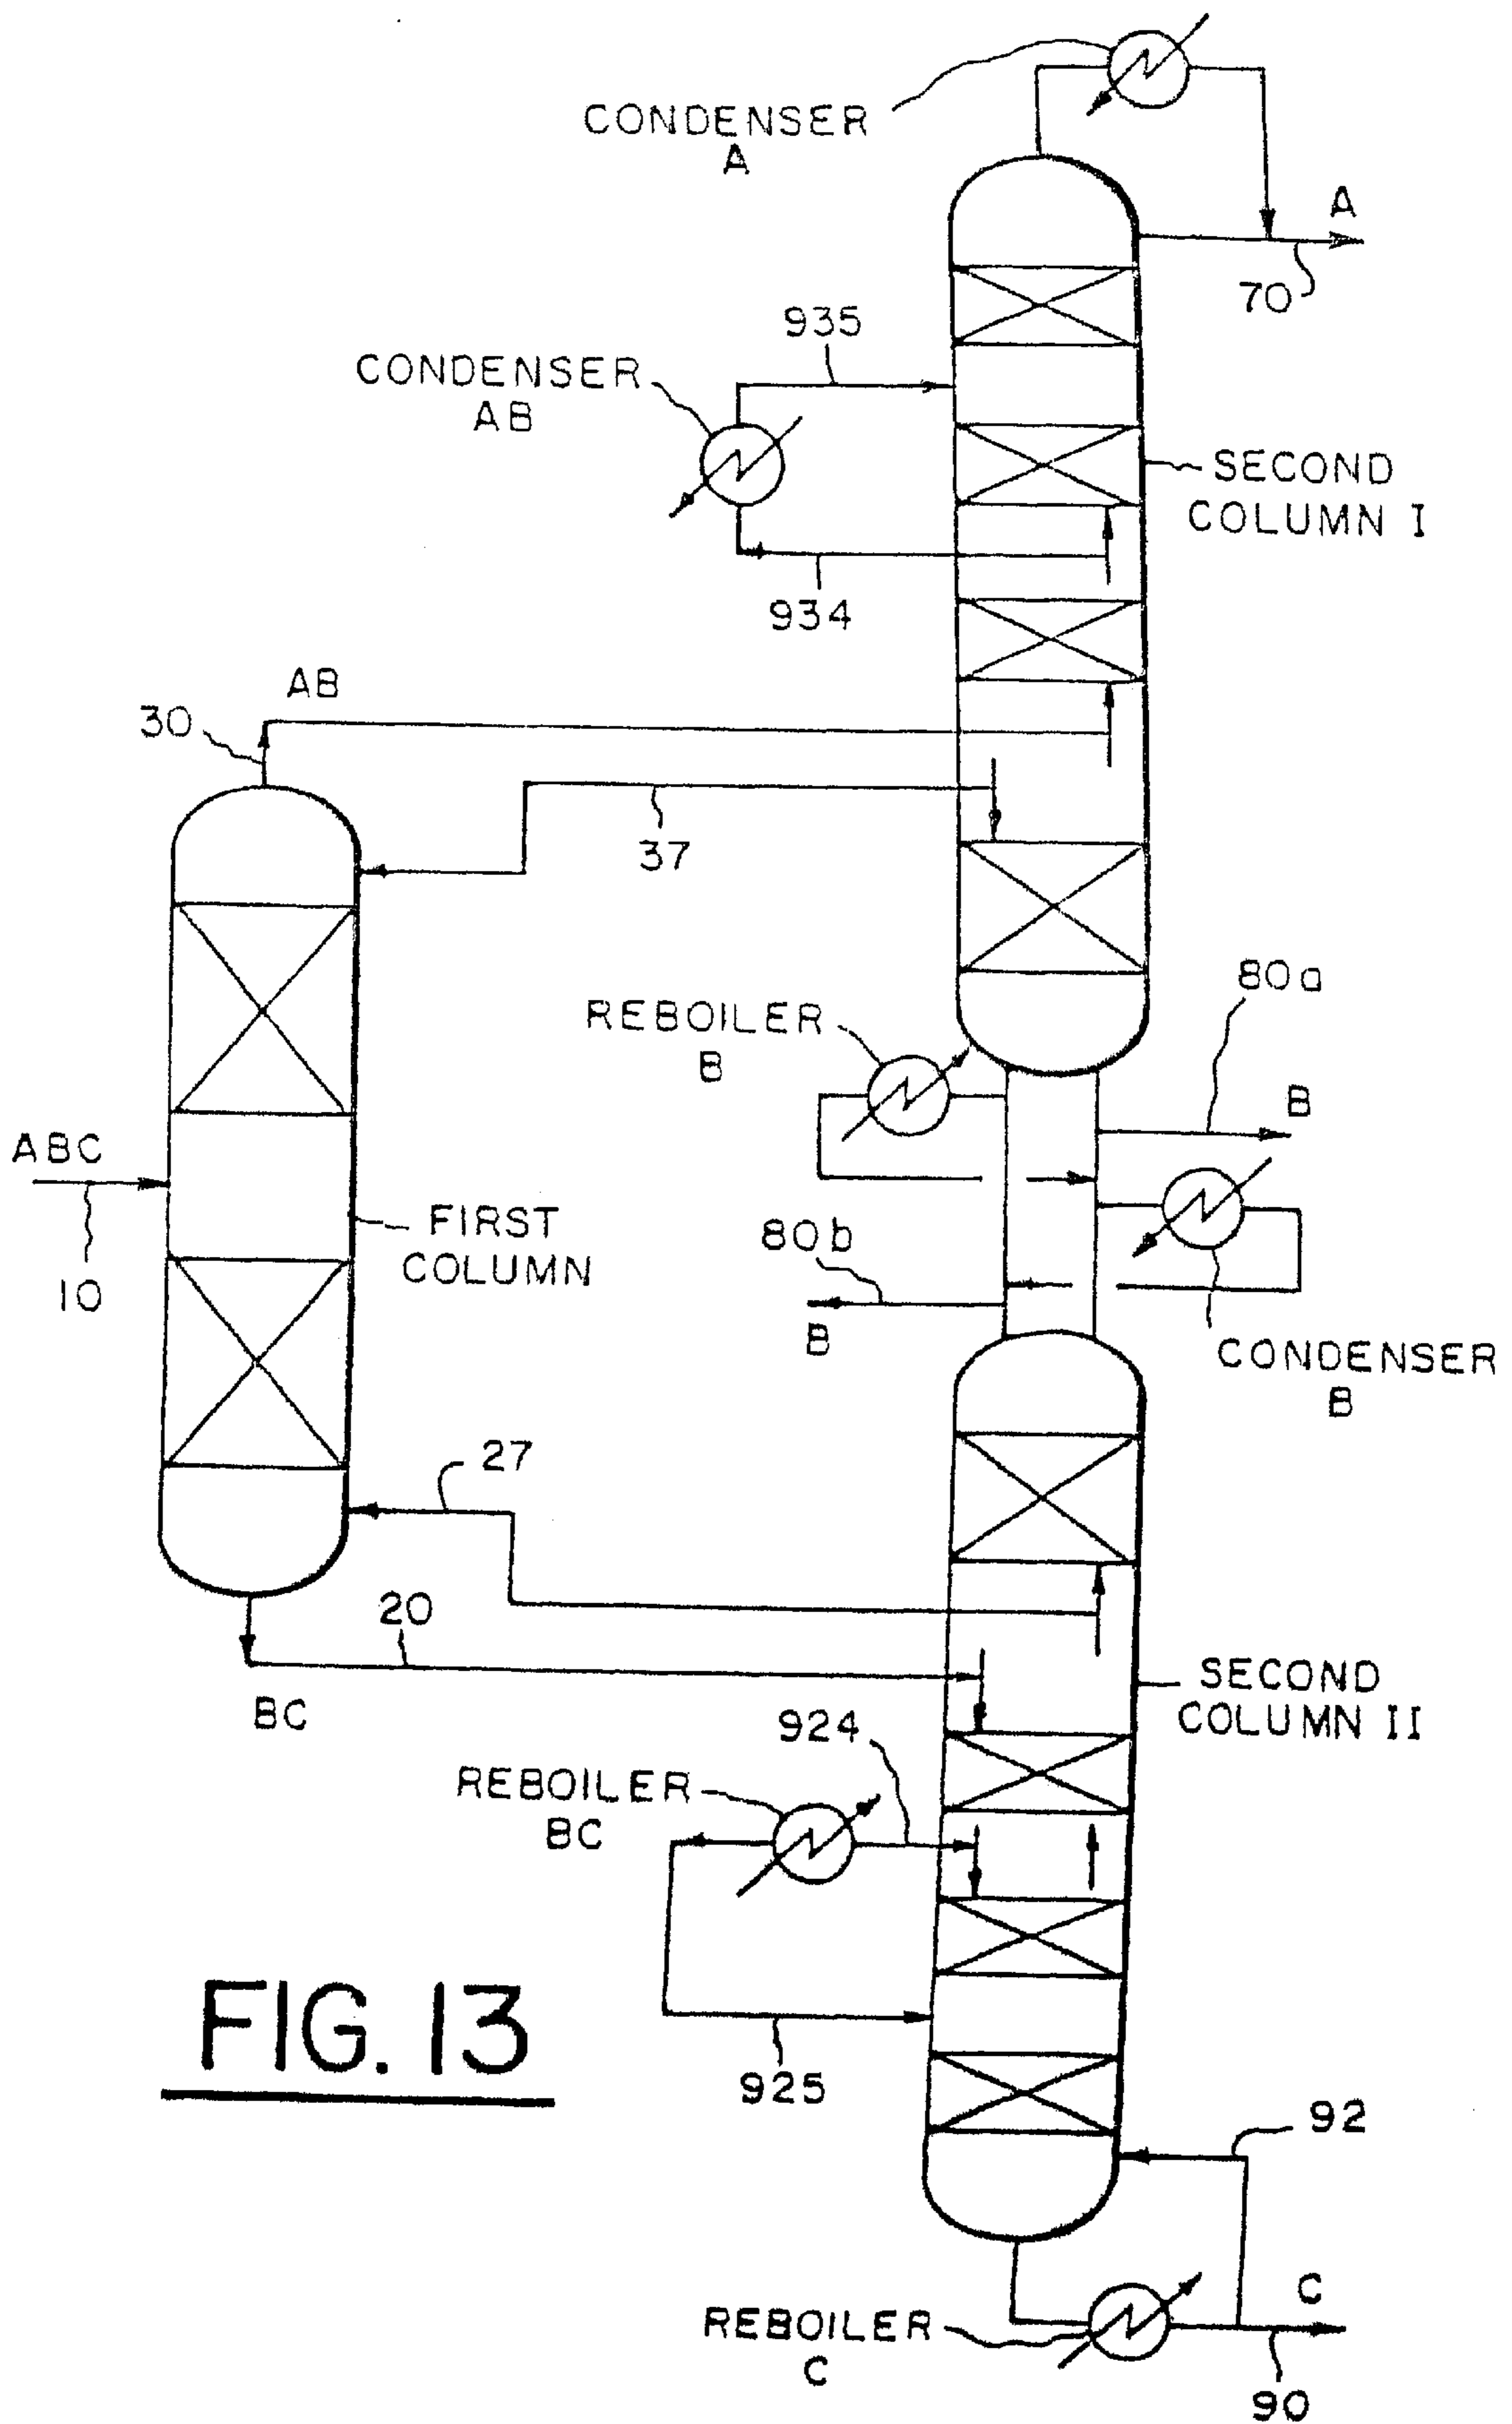 CONDENSER
A
A
70
935
CONDENSER
AB
SECOND
COLUMN I
934
AB
30
37
80a
REBOILER
B
B
ABC
10
FIRST
COLUMN
80b
B
CONDENSER
B
27
20
BC
SECOND
COLUMN II
924
REBOILER
BC
925
FIG. 13
92
C
REBOILER
C
90